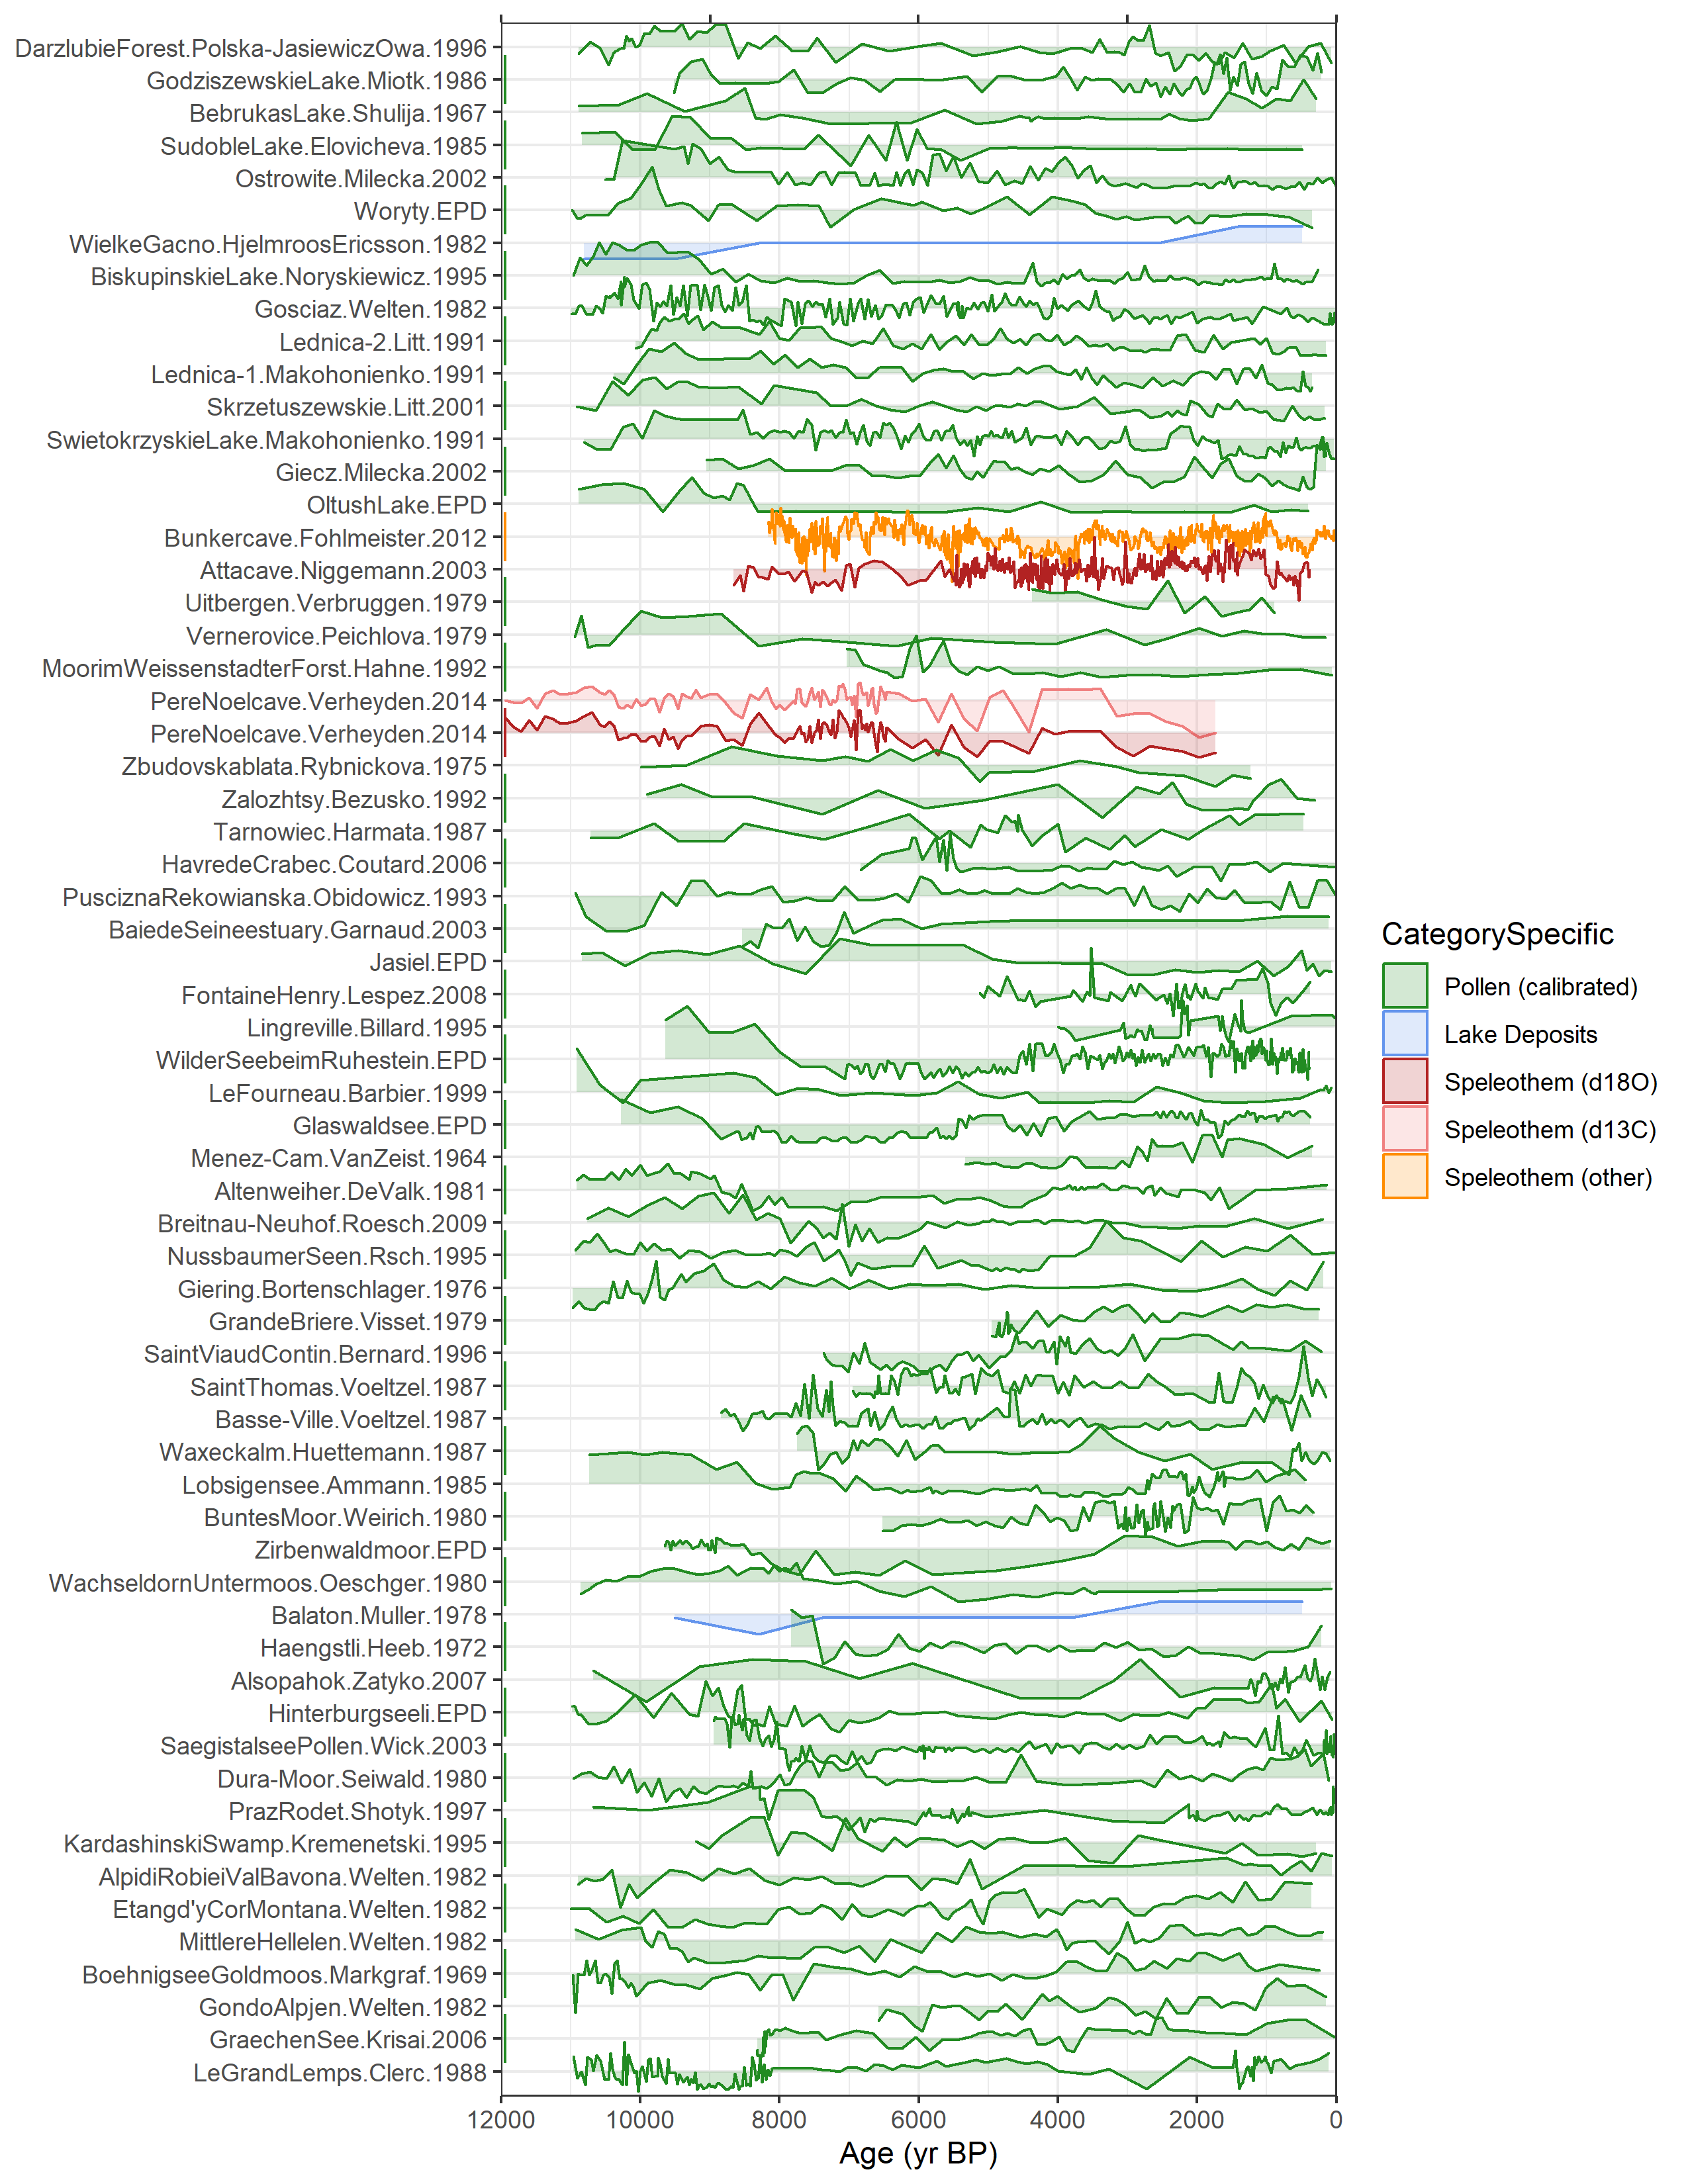 DarzlubieForest.Polska-JasiewiczOwa.1996
GodziszewskieLake.Miotk.1986
BebrukasLake.Shulija.1967
SudobleLake.Elovicheva.1985
Ostrowite.Milecka.2002
Woryty.EPD
WielkeGacno.HjelmroosEricsson.1982
BiskupinskieLake.Noryskiewicz.1995
Gosciaz.Welten.1982
Lednica-2.Litt.1991
Lednica-1.Makohonienko.1991
Skrzetuszewskie.Litt.2001
SwietokrzyskieLake.Makohonienko.1991
Giecz.Milecka.2002
OltushLake.EPD
Bunkercave.Fohlmeister.2012
Attacave.Niggemann.2003
Uitbergen.Verbruggen.1979
Vernerovice.Peichlova.1979
MoorimWeissenstadterForst.Hahne.1992
PereNoelcave.Verheyden.2014
PereNoelcave.Verheyden.2014
Zbudovskablata.Rybnickova.1975
Zalozhtsy.Bezusko.1992
Tarnowiec.Harmata.1987
HavredeCrabec.Coutard.2006
PusciznaRekowianska.Obidowicz.1993
BaiedeSeineestuary.Garnaud.2003
Jasiel.EPD
FontaineHenry.Lespez.2008
Lingreville.Billard.1995
WilderSeebeimRuhestein.EPD
LeFourneau.Barbier.1999
Glaswaldsee.EPD
Menez-Cam.VanZeist.1964
Altenweiher.DeValk.1981
Breitnau-Neuhof.Roesch.2009
NussbaumerSeen.Rsch.1995
Giering.Bortenschlager.1976
GrandeBriere.Visset.1979
SaintViaudContin.Bernard.1996
SaintThomas.Voeltzel.1987
Basse-Ville.Voeltzel.1987
Waxeckalm.Huettemann.1987
Lobsigensee.Ammann.1985
BuntesMoor.Weirich.1980
Zirbenwaldmoor.EPD
WachseldornUntermoos.Oeschger.1980
Balaton.Muller.1978
Haengstli.Heeb.1972
Alsopahok.Zatyko.2007
Hinterburgseeli.EPD
SaegistalseePollen.Wick.2003
Dura-Moor.Seiwald.1980
PrazRodet.Shotyk.1997
KardashinskiSwamp.Kremenetski.1995
AlpidiRobieiValBavona.Welten.1982
Etangd'yCorMontana.Welten.1982
MittlereHellelen.Welten.1982
BoehnigseeGoldmoos.Markgraf.1969
GondoAlpjen.Welten.1982
GraechenSee.Krisai.2006
LeGrandLemps.Clerc.1988
12000 10000 8000 6000 4000 2000 0
Age (yr BP)
CategorySpecific
Pollen (calibrated)
Lake Deposits
Speleothem (d18O)
Speleothem (d13C)
Speleothem (other)